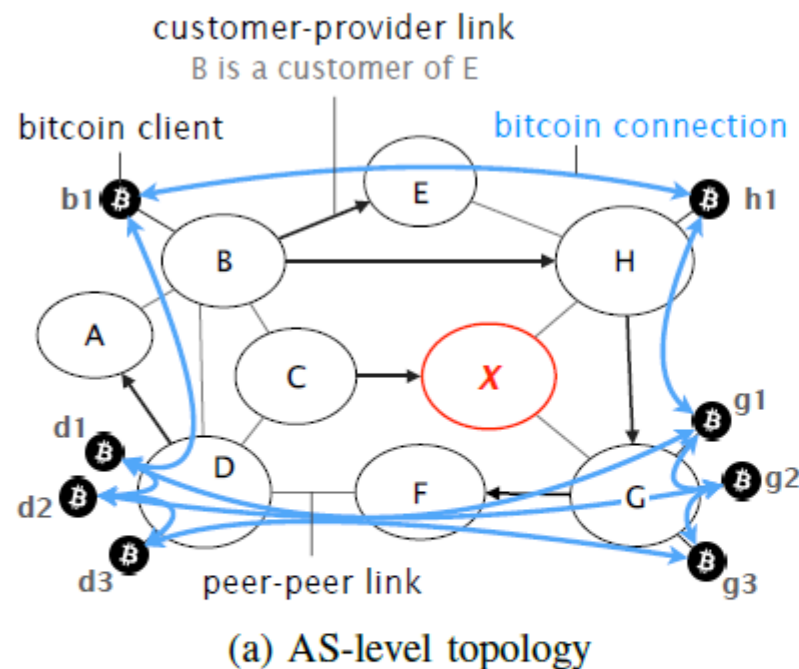 customer-provider link
B is a customer of E
bitcoin client
bitcoin connection
b1
E
h1
B
H
A
C
X
d1
g1
D
F
G
g2
d2
d3
peer-peer link
g3
(a) AS-level topology